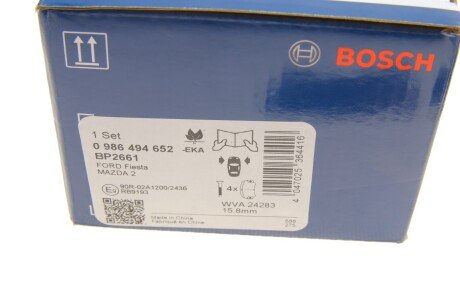 BOSCH
1 Set
0 986 494 652
-EKA
BP2661
FORD Fiesta
MAZDA 2
90R-02A1200/2436
RB9193
4x
WVA 24283
15.8mm
Made in China
Fabriqué en Chine
4 047025 364416